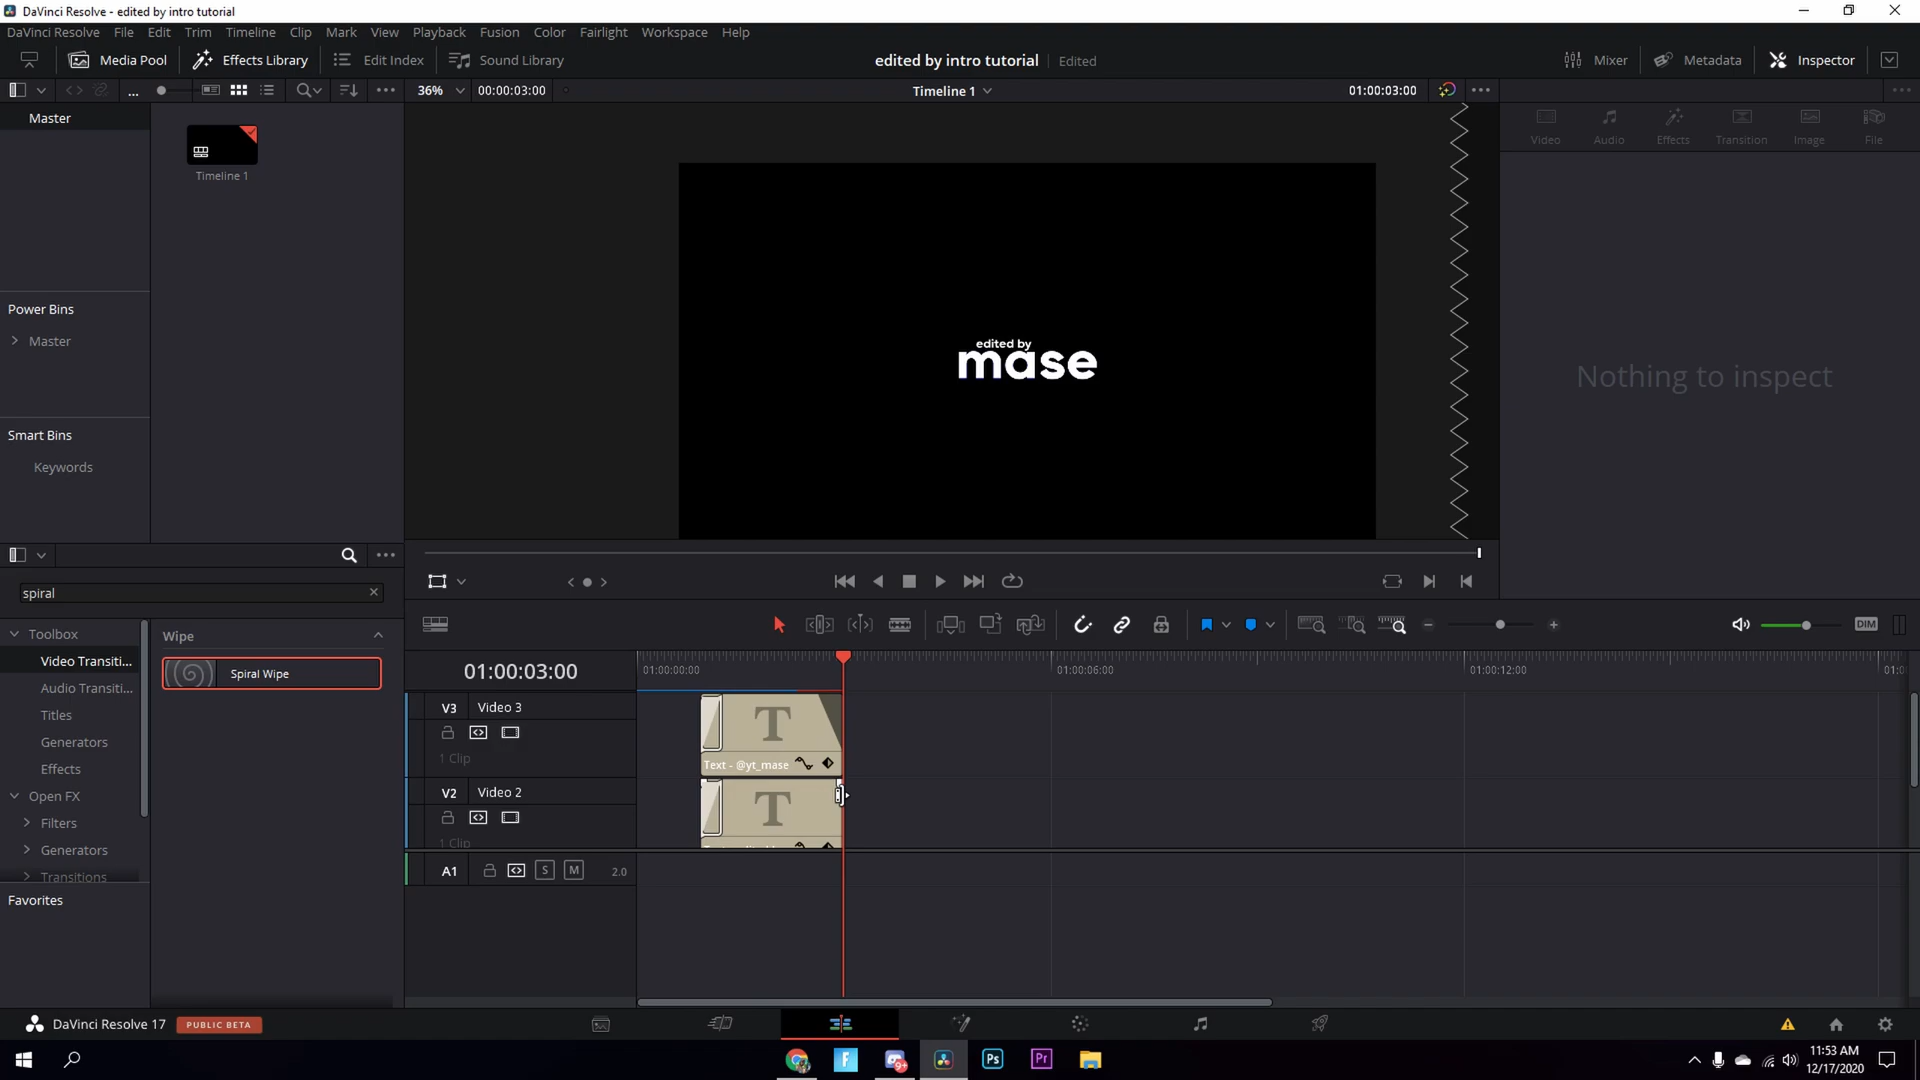 DaVinci Resolve - edited by intro tutorial
DaVinci Resolve File Edit Trim Timeline Clip Mark View Playback Fusion Color Fairlight Workspace Help
Media Pool Effects Library Edit Index Sound Library edited by intro tutorial Edited Mixer Metadata Inspector
36% 00:00:03:00 Timeline 1 01:00:03:00
Master
Timeline 1
Video Audio Effects Transition Image File
Power Bins
Master
edited by
mase
Nothing to inspect
Smart Bins
Keywords
spiral
Toolbox
Video Transiti...
Audio Transiti...
Titles
Generators
Effects
Open FX
Filters
Generators
Transitions
Favorites
Wipe
Spiral Wipe
DIM
01:00:03:00
01:00:00:00 01:00:06:00 01:00:12:00
V3 Video 3
1 Clip
T
Text - @yt_mase
V2 Video 2
1 Clip
T
A1 S M 2.0
DaVinci Resolve 17 PUBLIC BETA
9+
Ps
Pr
11:53 AM
12/17/2020